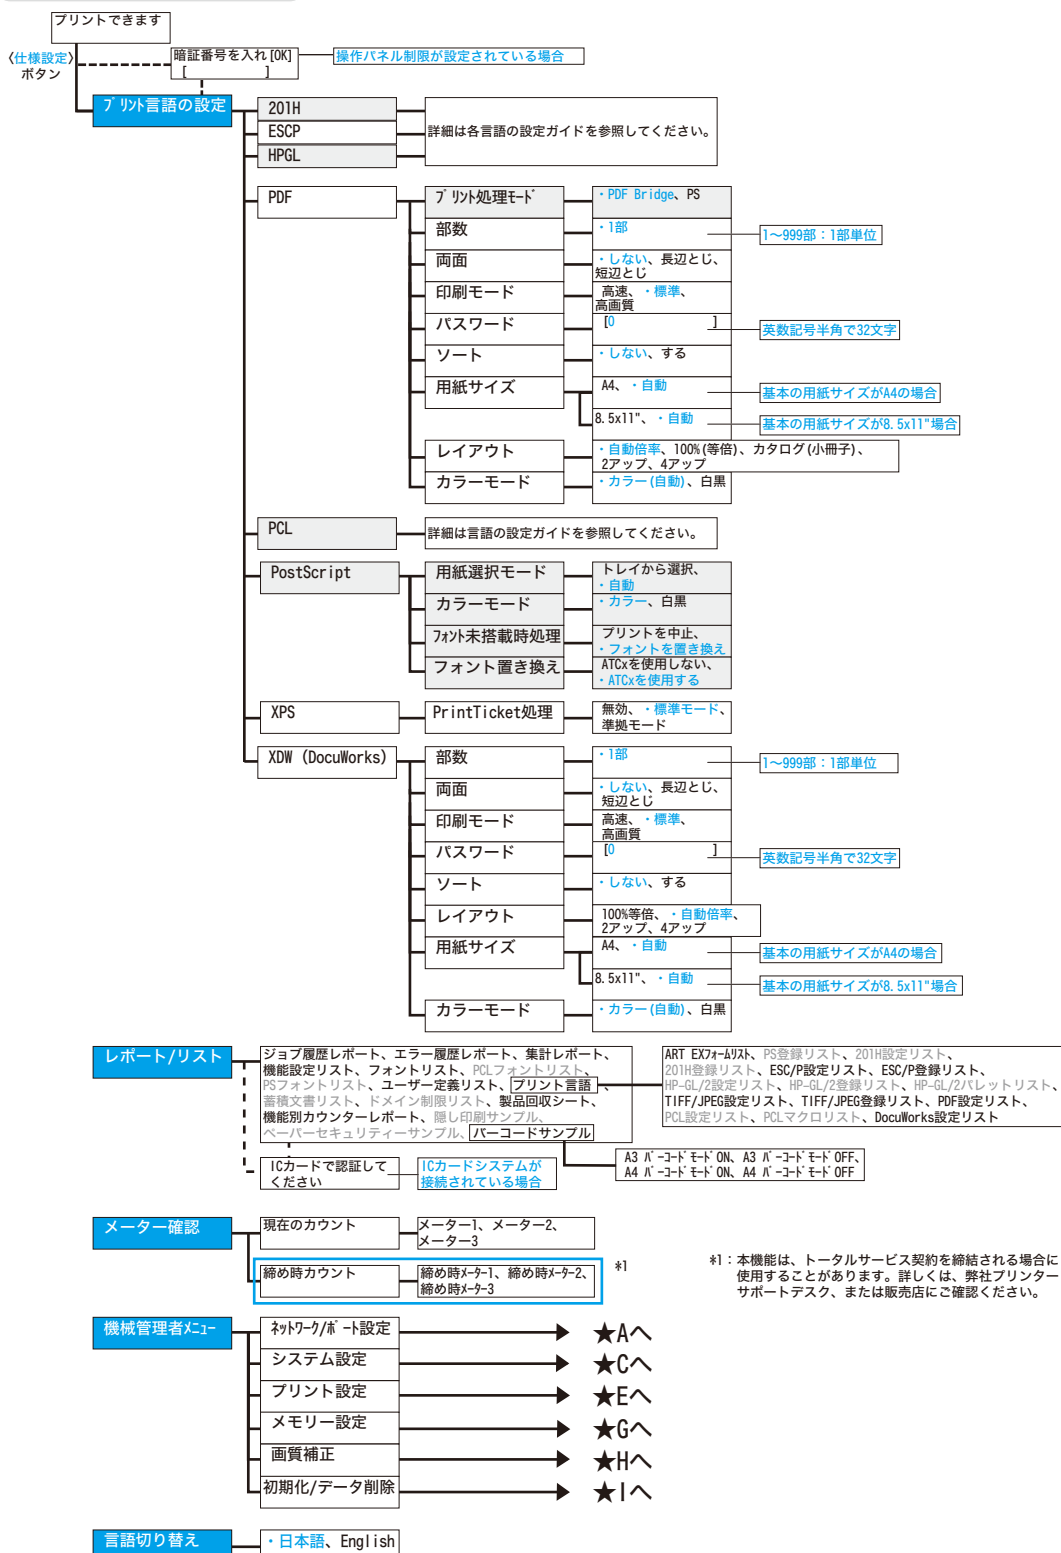 プリントできます
〈仕様設定〉
ボタン
暗証番号を入れ[OK]
[ ]
操作パネル制限が設定されている場合
プリント言語の設定
201H
ESCP
HPGL
詳細は各言語の設定ガイドを参照してください。
PDF
プリント処理モード
・PDF Bridge、PS
部数
・1部
1～999部：1部単位
両面
・しない、長辺とじ、
短辺とじ
印刷モード
高速、・標準、
高画質
パスワード
[0 ]
英数記号半角で32文字
ソート
・しない、する
用紙サイズ
A4、・自動
基本の用紙サイズがA4の場合
8.5x11"、・自動
基本の用紙サイズが8.5x11"場合
レイアウト
・自動倍率、100%(等倍)、カタログ(小冊子)、
2アップ、4アップ
カラーモード
・カラー(自動)、白黒
PCL
詳細は言語の設定ガイドを参照してください。
PostScript
用紙選択モード
トレイから選択、
・自動
カラーモード
・カラー、白黒
フォント未搭載時処理
プリントを中止、
・フォントを置き換え
フォント置き換え
ATCxを使用しない、
・ATCxを使用する
XPS
PrintTicket処理
無効、・標準モード、
準拠モード
XDW (DocuWorks)
部数
・1部
1～999部：1部単位
両面
・しない、長辺とじ、
短辺とじ
印刷モード
高速、・標準、
高画質
パスワード
[0 ]
英数記号半角で32文字
ソート
・しない、する
レイアウト
100%等倍、・自動倍率、
2アップ、4アップ
用紙サイズ
A4、・自動
基本の用紙サイズがA4の場合
8.5x11"、・自動
基本の用紙サイズが8.5x11"場合
カラーモード
・カラー(自動)、白黒
レポート/リスト
ジョブ履歴レポート、エラー履歴レポート、集計レポート、
機能設定リスト、フォントリスト、PCLフォントリスト、
PSフォントリスト、ユーザー定義リスト、プリント言語、
蓄積文書リスト、ドメイン制限リスト、製品回収シート、
機能別カウンターレポート、隠し印刷サンプル、
ペーパーセキュリティーサンプル、バーコードサンプル
ART EXフォームリスト、PS登録リスト、201H設定リスト、
201H登録リスト、ESC/P設定リスト、ESC/P登録リスト、
HP-GL/2設定リスト、HP-GL/2登録リスト、HP-GL/2パレットリスト、
TIFF/JPEG設定リスト、TIFF/JPEG登録リスト、PDF設定リスト、
PCL設定リスト、PCLマクロリスト、DocuWorks設定リスト
A3 バーコードモードON、A3 バーコードモードOFF、
A4 バーコードモードON、A4 バーコードモードOFF
ICカードで認証して
ください
ICカードシステムが
接続されている場合
メーター確認
現在のカウント
メーター1、メーター2、
メーター3
締め時カウント
締め時メーター1、締め時メーター2、
締め時メーター3
*1
*1：本機能は、トータルサービス契約を締結される場合に
使用することがあります。詳しくは、弊社プリンター
サポートデスク、または販売店にご確認ください。
機械管理者メニュー
ネットワーク/ポート設定
★Aへ
システム設定
★Cへ
プリント設定
★Eへ
メモリー設定
★Gへ
画質補正
★Hへ
初期化/データ削除
★Iへ
言語切り替え
・日本語、English